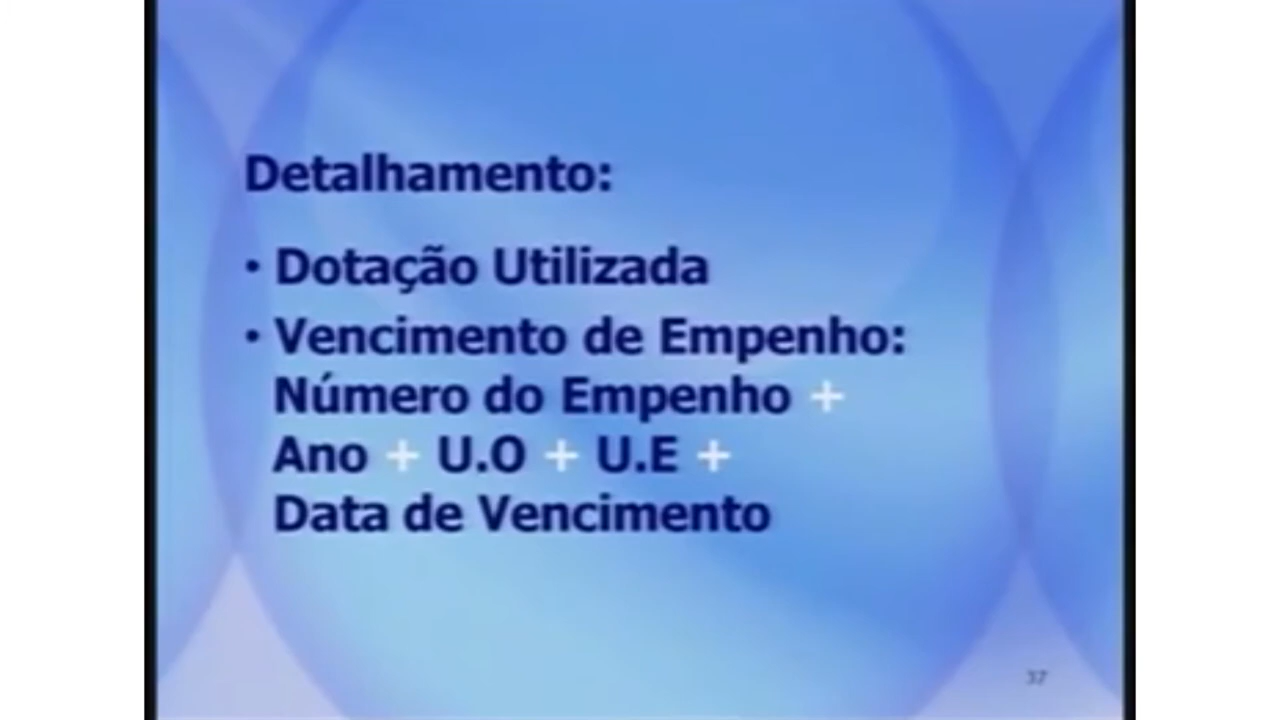 Detalhamento:
• Dotação Utilizada
• Vencimento de Empenho:
Número do Empenho +
Ano + U.O + U.E +
Data de Vencimento
37